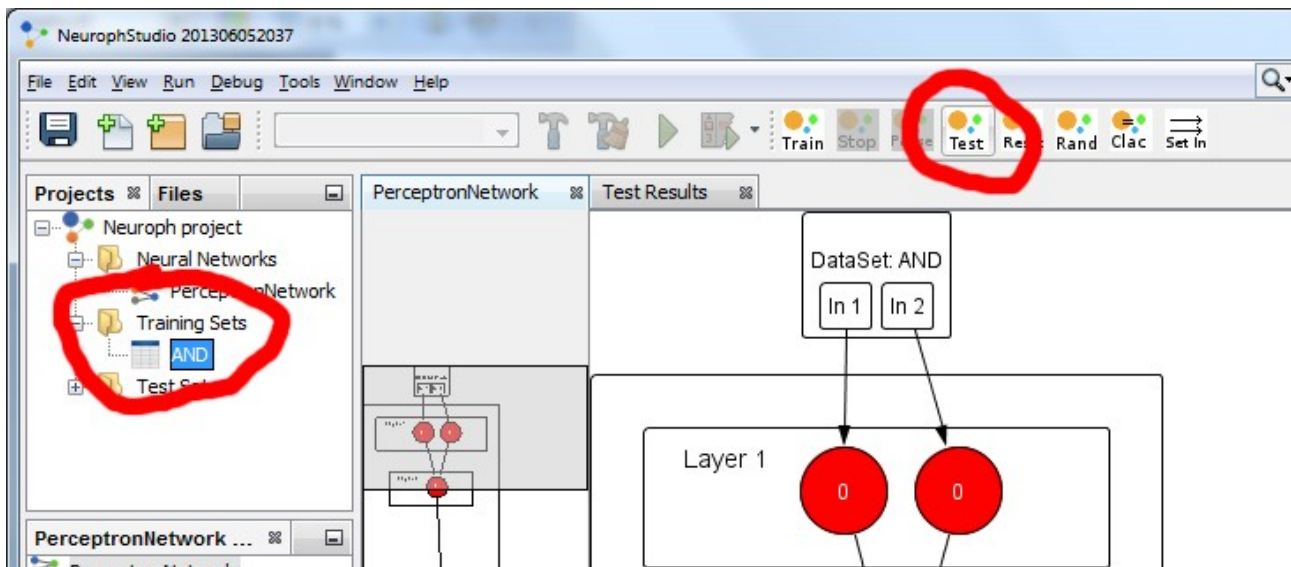 NeurophStudio 201306052037
File Edit View Run Debug Tools Window Help
Train Stop Test Rand Clac Set In
Projects Files
PerceptronNetwork Test Results
Neuroph project
Neural Networks
PerceptronNetwork
Training Sets
AND
Test
DataSet: AND
In 1 In 2
Layer 1
0 0
PerceptronNetwork ...